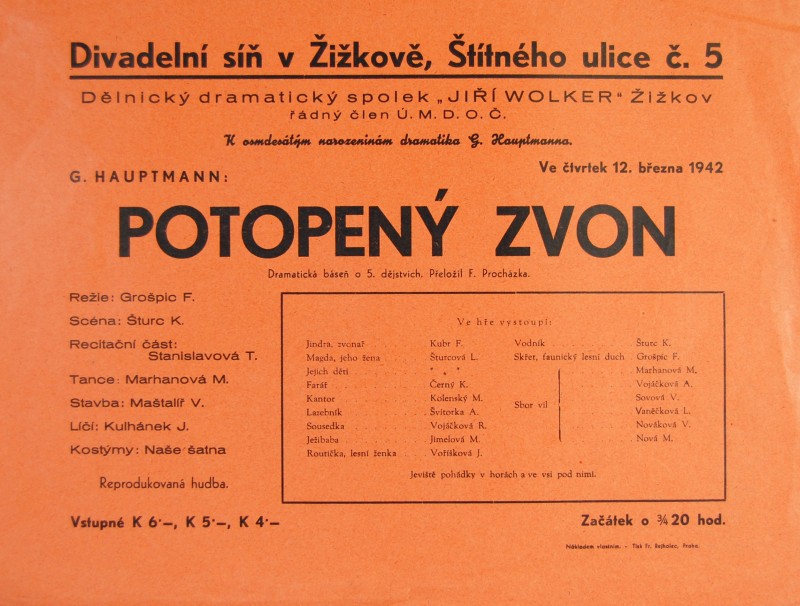 Divadelní síň v Žižkově, Štítného ulice č. 5
Dělnický dramatický spolek „JIŘÍ WOLKER“ Žižkov
řádný člen Ú. M. D. O. Č.
K osmdesátým narozeninám dramatika G. Hauptmanna.
G. HAUPTMANN:
Ve čtvrtek 12. března 1942
POTOPENÝ ZVON
Dramatická báseň o 5. dějstvích. Přeložil F. Procházka.
Režie: Grošpic F.
Scéna: Šturc K.
Recitační část:
Stanislavová T.
Tance: Marhanová M.
Stavba: Maštalíř V.
Líčí: Kulhánek J.
Kostýmy: Naše šatna
Reprodukovaná hudba.
Ve hře vystoupí:
Jindra, zvonař Kubr F.
Magda, jeho žena Šturcová L.
Jejich děti * * *
Farář Černý K.
Kantor Kolenský M.
Lazebník Švitorka A.
Sousedka Vojáčková R.
Ježibaba Jimelová M.
Routička, lesní ženka Voříšková J.
Vodník Šturc K.
Skřet, faunický lesní duch Grošpic F.
Sbor víl
Marhanová M.
Vojáčková A.
Sovová V.
Vaněčková L.
Nováková V.
Nová M.
Jeviště pohádky v horách a ve vsi pod nimi.
Vstupné K 6·–, K 5·–, K 4·–
Začátek o ¾20 hod.
Nákladem vlastním. - Tisk Fr. Praha.